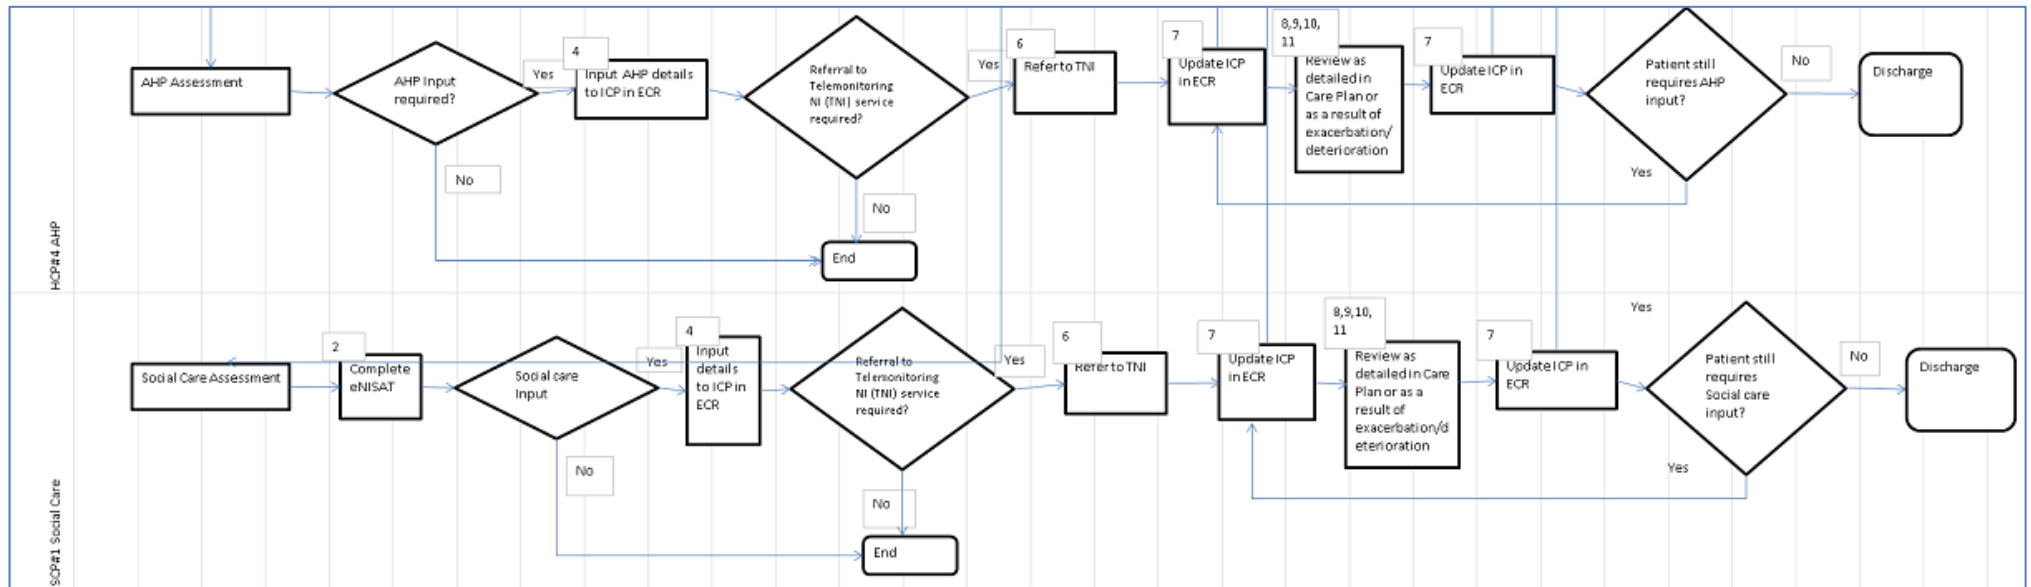 HCP#4 AHP
AHP Assessment
AHP Input
required?
Yes
No
4
Input AHP details
to ICP in ECR
Referral to
Telemonitoring
NI (TNI) service
required?
No
End
Yes
6
Refer to TNI
7
Update ICP
in ECR
8,9,10,
11
Review as
detailed in
Care Plan or
as a result of
exacerbation/
deterioration
7
Update ICP in
ECR
Patient still
requires AHP
input?
Yes
No
Discharge
SCP#1 Social Care
Social Care Assessment
2
Complete
eNISAT
Social care
Input
No
Yes
4
Input
details
to ICP in
ECR
Referral to
Telemonitoring
NI (TNI) service
required?
No
End
Yes
6
Refer to TNI
7
Update ICP
in ECR
8,9,10,
11
Review as
detailed in Care
Plan or as a
result of
exacerbation/d
eterioration
7
Update ICP in
ECR
Yes
Patient still
requires
Social care
input?
Yes
No
Discharge